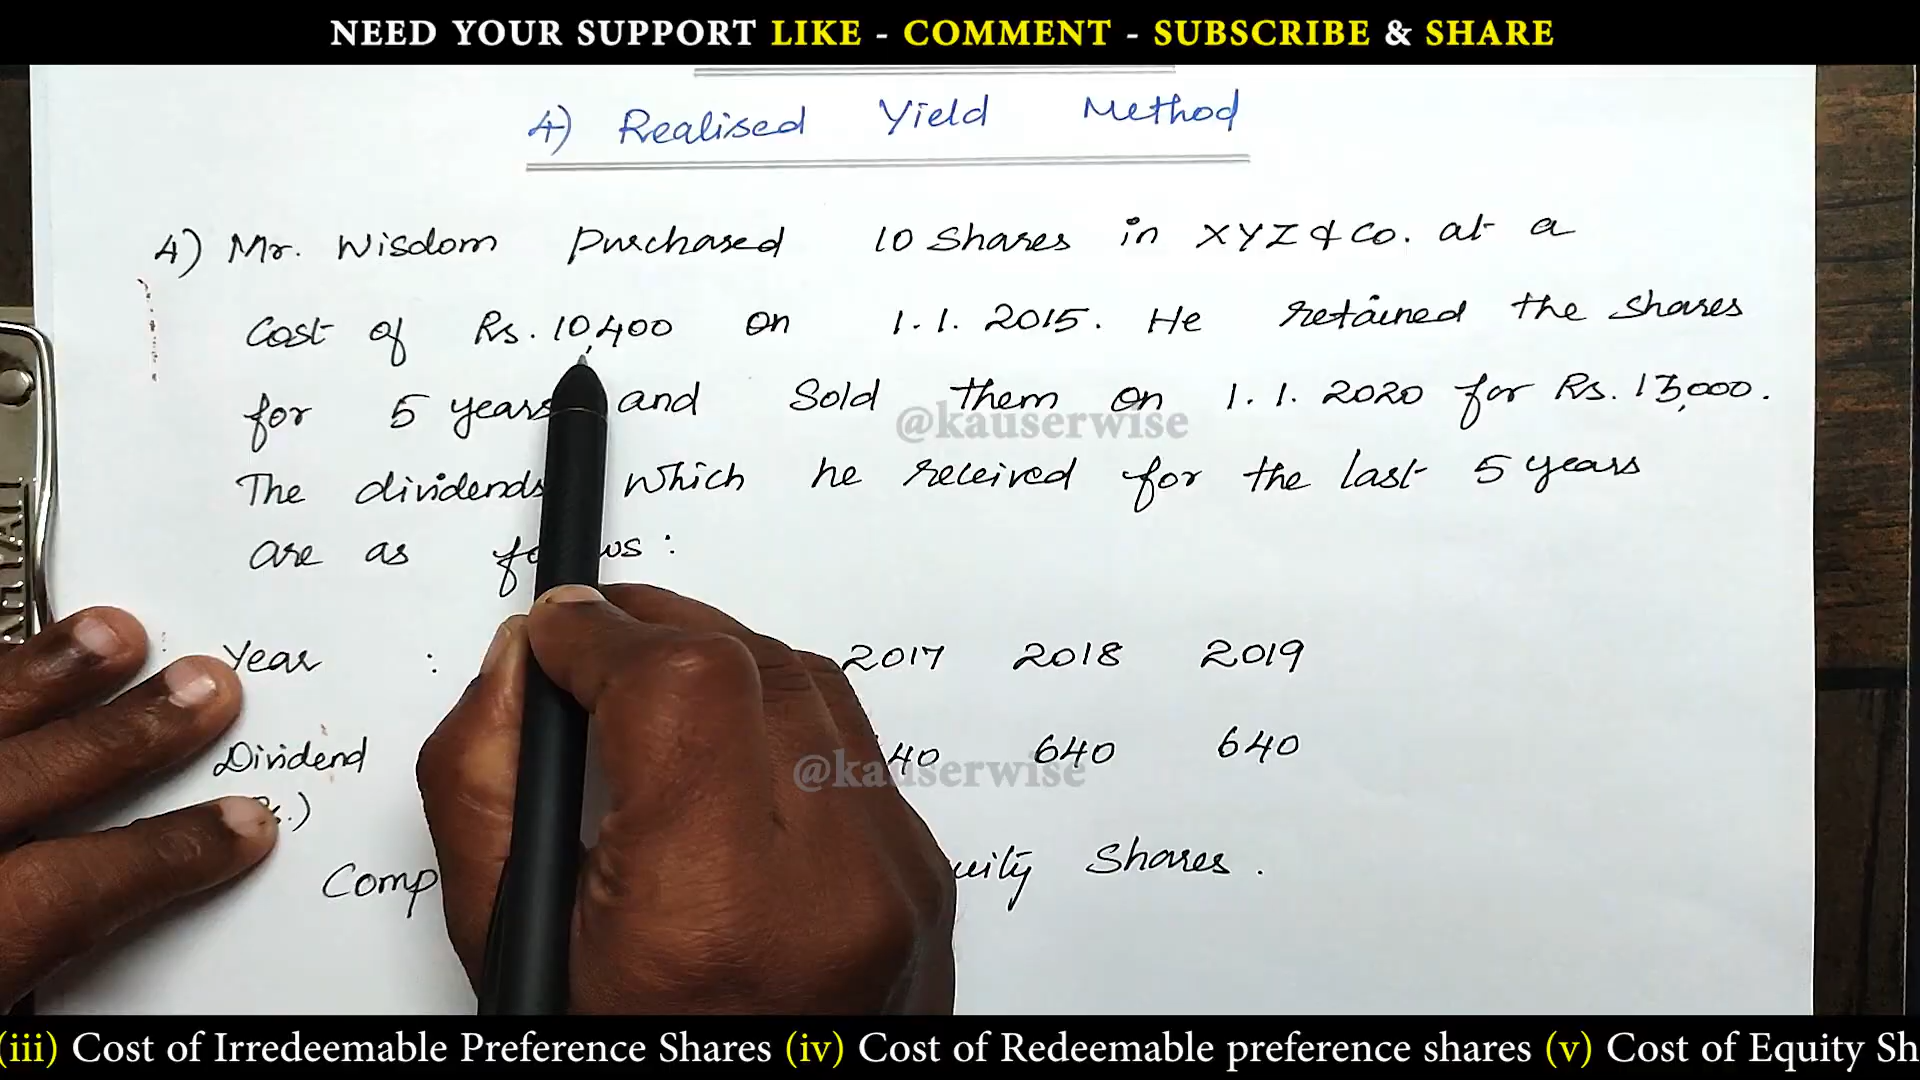 NEED YOUR SUPPORT LIKE - COMMENT - SUBSCRIBE & SHARE
4) Realised Yield Method
4) Mr. Wisdom purchased 10 shares in XYZ & Co. at a
Cost of Rs. 10,400 on 1.1.2015. He retained the shares
for 5 years and Sold them on 1.1.2020 for Rs. 13,000.
@kauserwise
The dividends which he received for the last 5 years
are as
Year : 2017 2018 2019
Dividend 640 640
@kauserwise
Shares.
(iii) Cost of Irredeemable Preference Shares (iv) Cost of Redeemable preference shares (v) Cost of Equity Sh